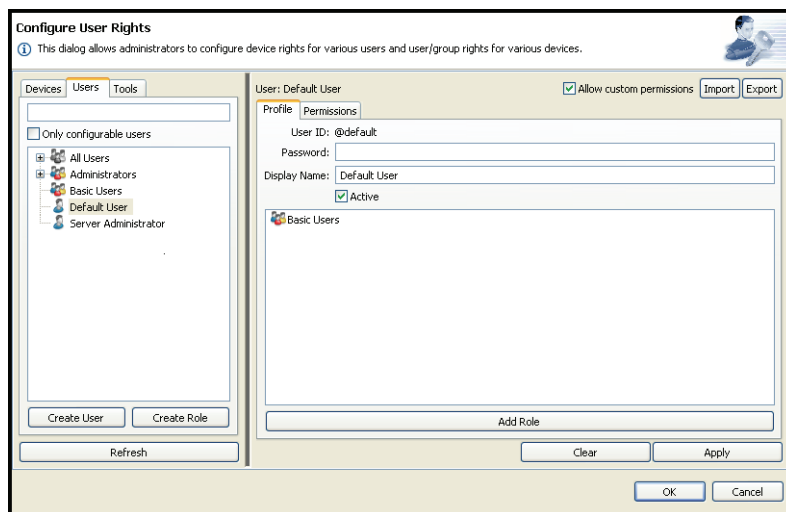 Configure User Rights
This dialog allows administrators to configure device rights for various users and user/group rights for various devices.
Devices Users Tools
Only configurable users
All Users
Administrators
Basic Users
Default User
Server Administrator
Create User Create Role
Refresh
User: Default User Allow custom permissions Import Export
Profile Permissions
User ID: @default
Password:
Display Name: Default User
Active
Basic Users
Add Role
Clear Apply
OK Cancel